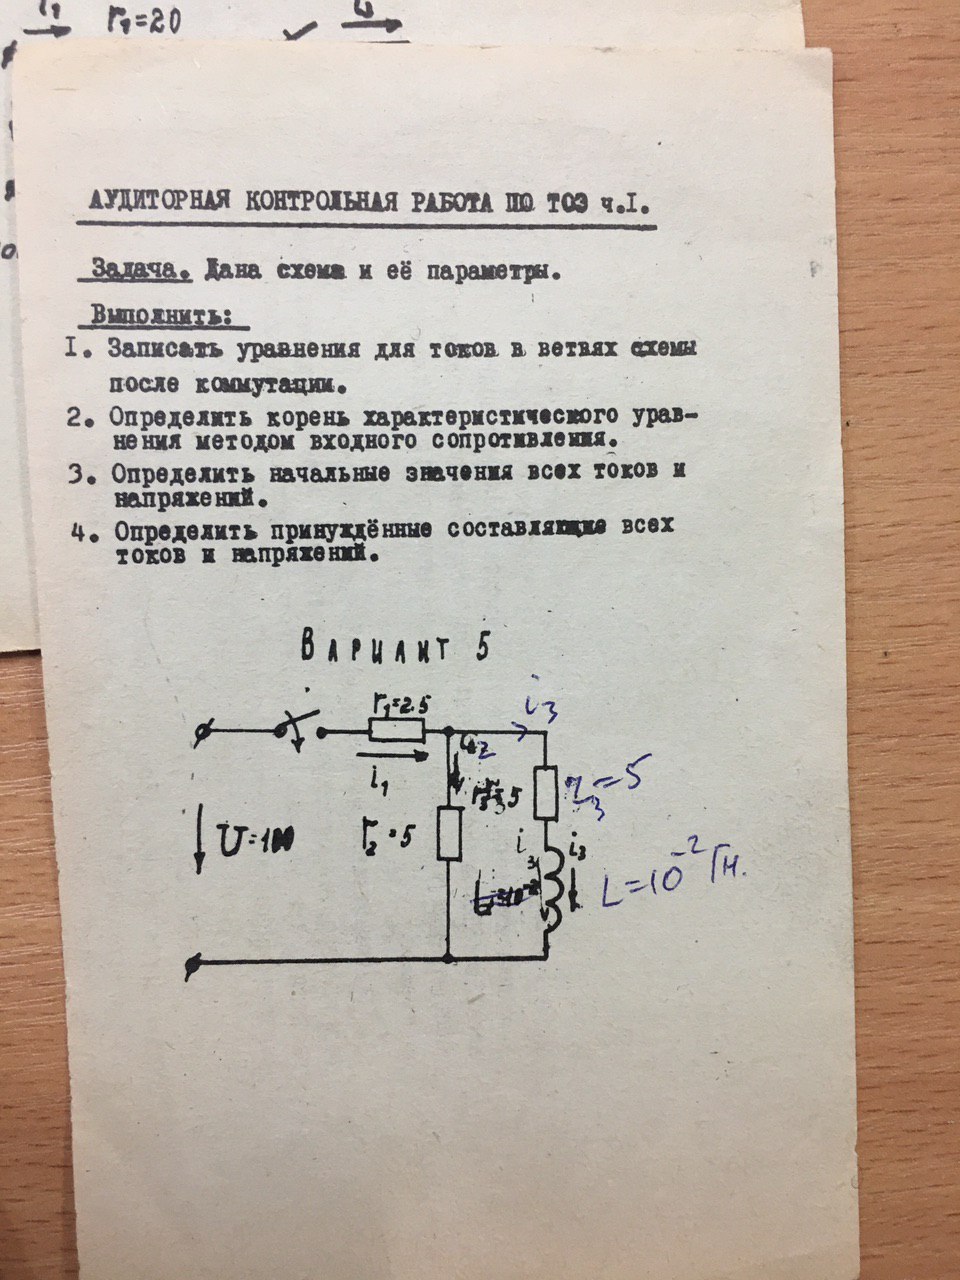 r₁=20
АУДИТОРНАЯ КОНТРОЛЬНАЯ РАБОТА ПО ТОЭ ч.I.
Задача. Дана схема и её параметры.
Выполнить:
I. Записать уравнения для токов в ветвях схемы
после коммутации.
2. Определить корень характеристического урав-
нения методом входного сопротивления.
3. Определить начальные значения всех токов и
напряжений.
4. Определить принуждённые составляющие всех
токов и напряжений.
ВАРИАНТ 5
r₁=2.5
i₃
i₁
r₃=5
U=100
r₂=5
i₃
L=10⁻² Гн.